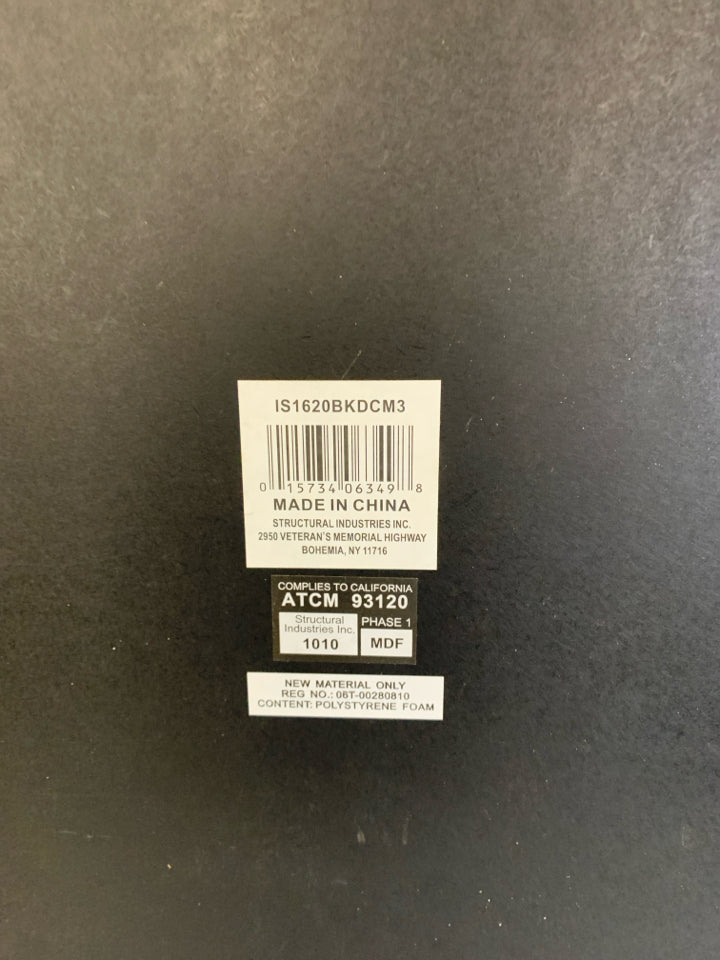 IS1620BKDCM3
0 15734 06349 8
MADE IN CHINA
STRUCTURAL INDUSTRIES INC.
2950 VETERAN'S MEMORIAL HIGHWAY
BOHEMIA, NY 11716
COMPLIES TO CALIFORNIA
ATCM 93120
Structural
Industries Inc.
PHASE 1
1010
MDF
NEW MATERIAL ONLY
REG NO.: 06T-00280810
CONTENT: POLYSTYRENE FOAM